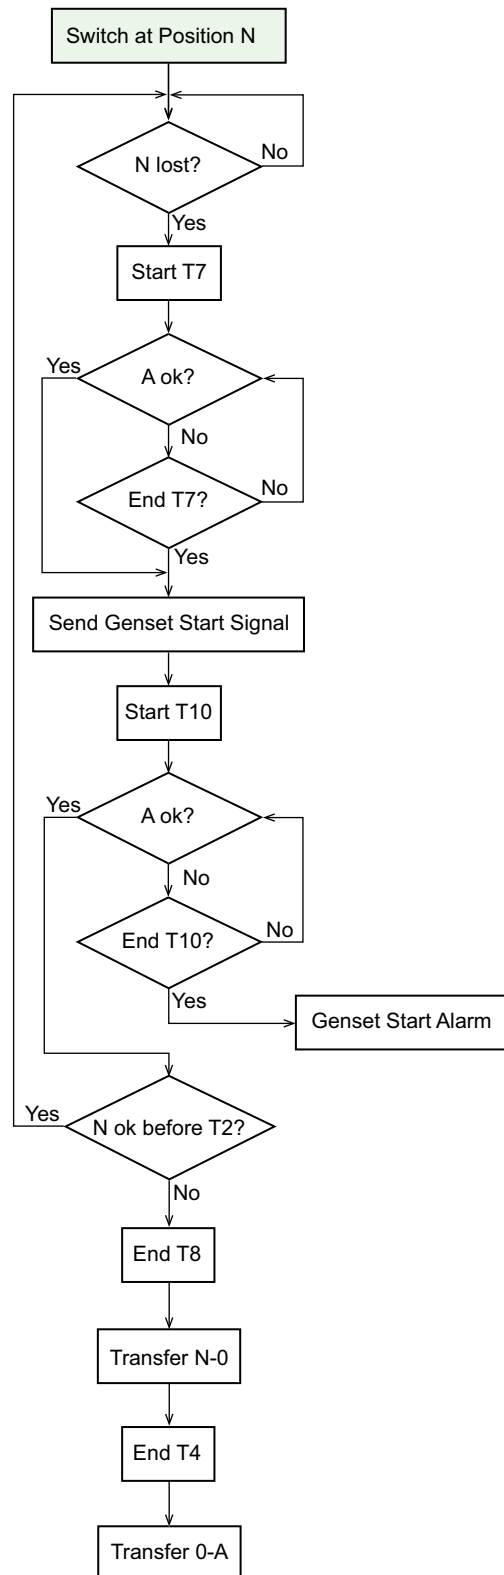 Switch at Position N
N lost?
No
Yes
Start T7
Yes
A ok?
No
End T7?
No
Yes
Send Genset Start Signal
Start T10
Yes
A ok?
No
End T10?
No
Yes
Genset Start Alarm
Yes
N ok before T2?
No
End T8
Transfer N-0
End T4
Transfer 0-A